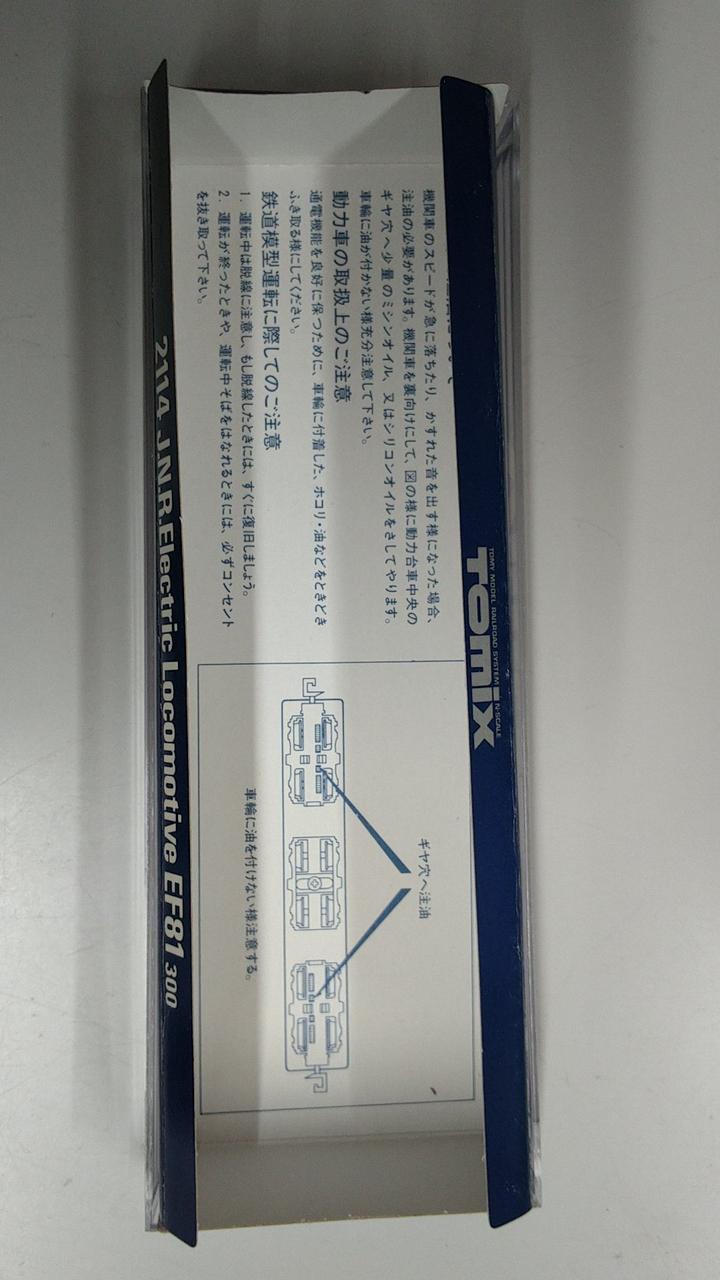 TOMY MODEL RAILROAD SYSTEM N-SCALE
TOMIX
機関車のスピードが急に落ちたり、かすれた音を出す様になった場合、
注油の必要があります。機関車を裏向けにして、図の様に動力台車中央の
ギヤ穴へ少量のミシンオイル、又はシリコンオイルをさしてやります。
車輪に油が付かない様充分注意して下さい。
動力車の取扱上のご注意
通電機能を良好に保つために、車輪に付着した、ホコリ・油などをときどき
ふき取る様にしてください。
鉄道模型運転に際してのご注意
1. 運転中は脱線に注意し、もし脱線したときには、すぐに復旧しましょう。
2. 運転が終ったときや、運転中そばをはなれるときには、必ずコンセント
を抜き取って下さい。
ギヤ穴へ注油
車輪に油を付けない様注意する。
2114 J.N.R. Electric Locomotive EF81 300